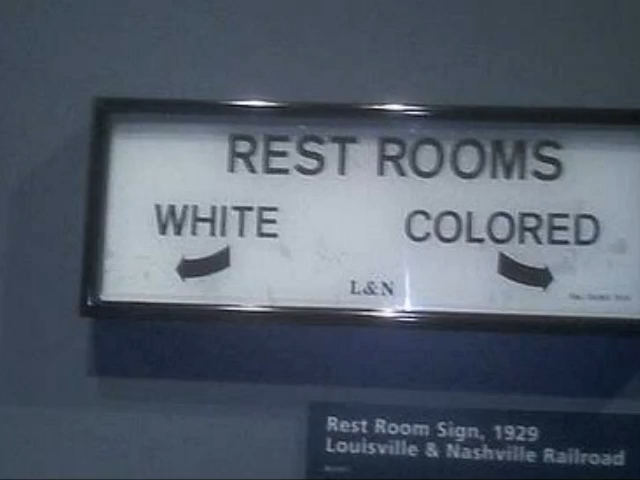 REST ROOMS
WHITE COLORED
L&N
Rest Room Sign, 1929
Louisville & Nashville Railroad